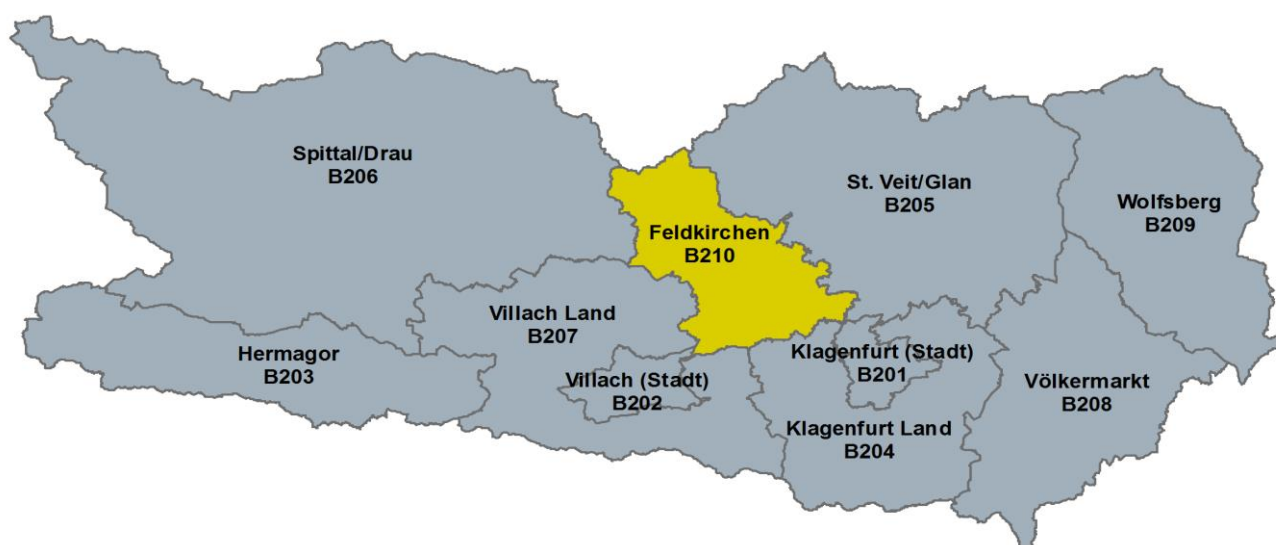 Spittal/Drau
B206
St. Veit/Glan
B205
Wolfsberg
B209
Feldkirchen
B210
Villach Land
B207
Hermagor
B203
Klagenfurt (Stadt)
B201
Villach (Stadt)
B202
Völkermarkt
B208
Klagenfurt Land
B204